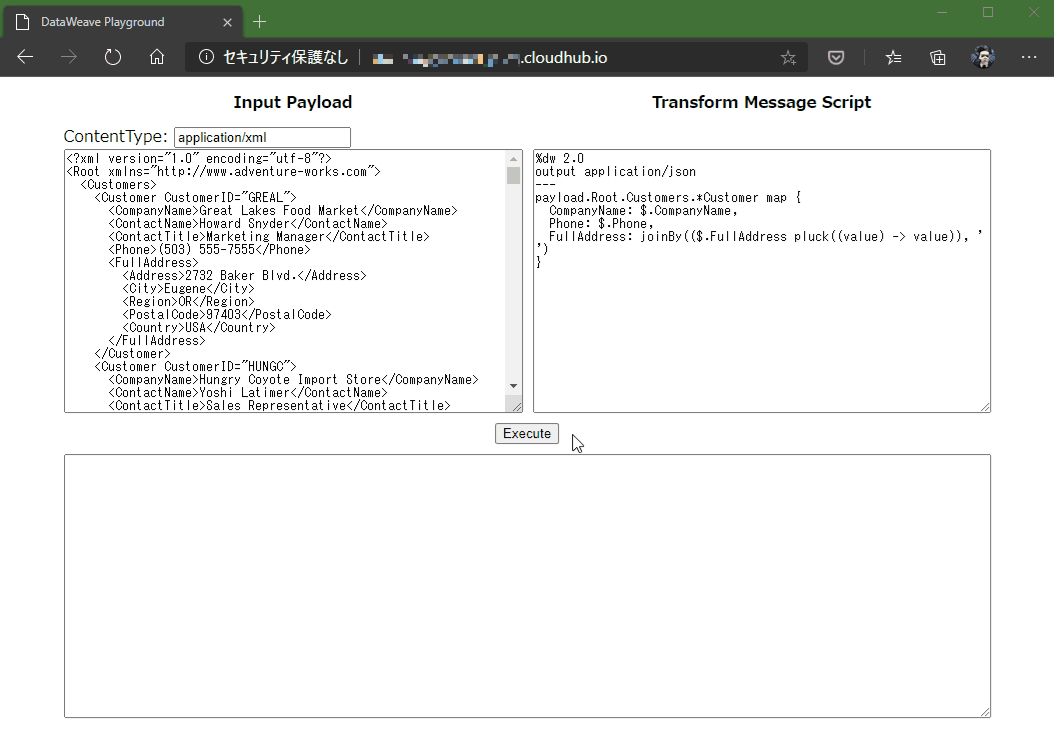 DataWeave Playground
セキュリティ保護なし
.cloudhub.io
Input Payload
Transform Message Script
ContentType: application/xml
<?xml version="1.0" encoding="utf-8"?>
<Root xmlns="http://www.adventure-works.com">
  <Customers>
    <Customer CustomerID="GREAL">
      <CompanyName>Great Lakes Food Market</CompanyName>
      <ContactName>Howard Snyder</ContactName>
      <ContactTitle>Marketing Manager</ContactTitle>
      <Phone>(503) 555-7555</Phone>
      <FullAddress>
        <Address>2732 Baker Blvd.</Address>
        <City>Eugene</City>
        <Region>OR</Region>
        <PostalCode>97403</PostalCode>
        <Country>USA</Country>
      </FullAddress>
    </Customer>
    <Customer CustomerID="HUNGC">
      <CompanyName>Hungry Coyote Import Store</CompanyName>
      <ContactName>Yoshi Latimer</ContactName>
      <ContactTitle>Sales Representative</ContactTitle>
%dw 2.0
output application/json
---
payload.Root.Customers.*Customer map {
  CompanyName: $.CompanyName,
  Phone: $.Phone,
  FullAddress: joinBy(($.FullAddress pluck((value) -> value)), '
')
}
Execute